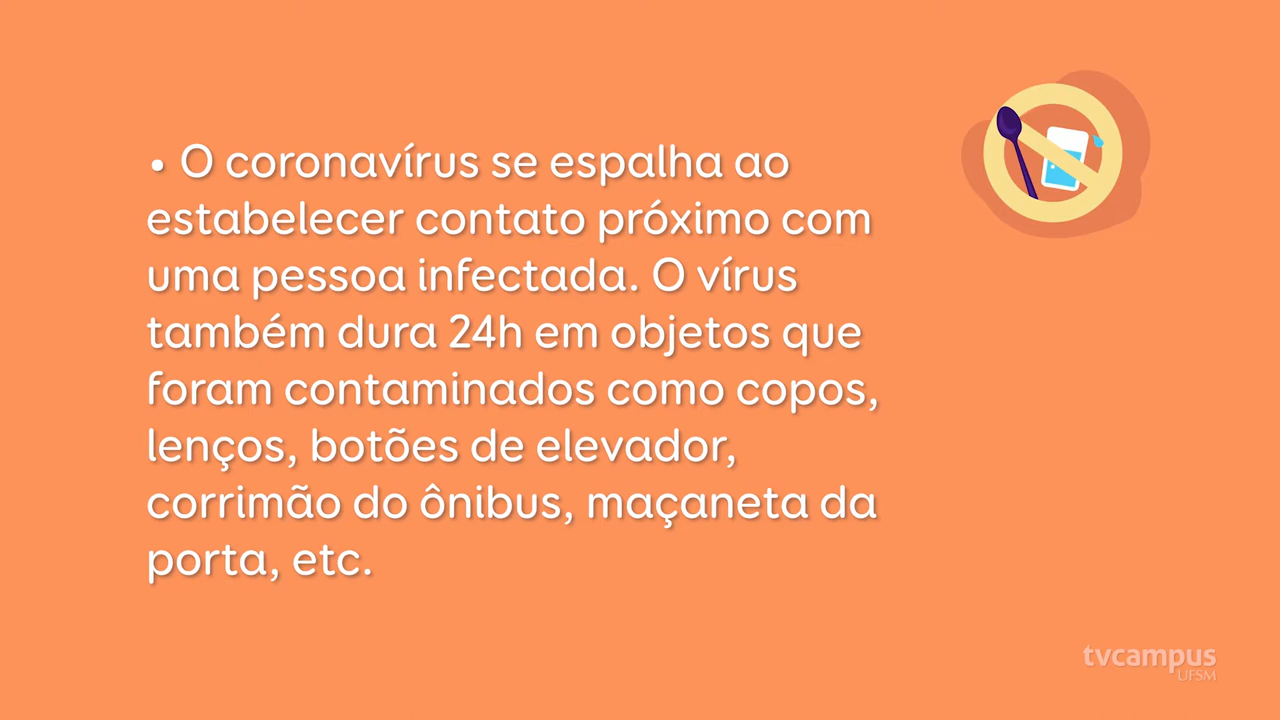 • O coronavírus se espalha ao
estabelecer contato próximo com
uma pessoa infectada. O vírus
também dura 24h em objetos que
foram contaminados como copos,
lenços, botões de elevador,
corrimão do ônibus, maçaneta da
porta, etc.
tvcampus
UFSM